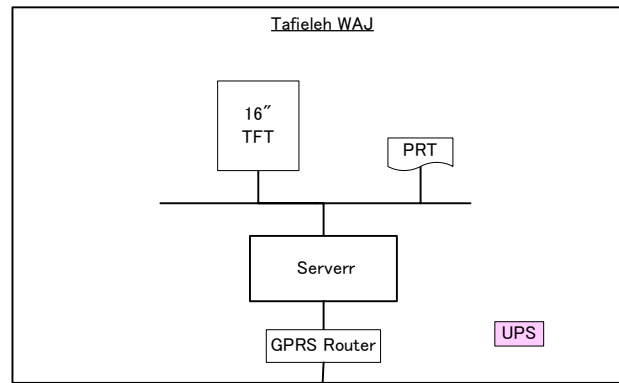 Tafieleh WAJ
16″
TFT
PRT
Serverr
UPS
GPRS Router